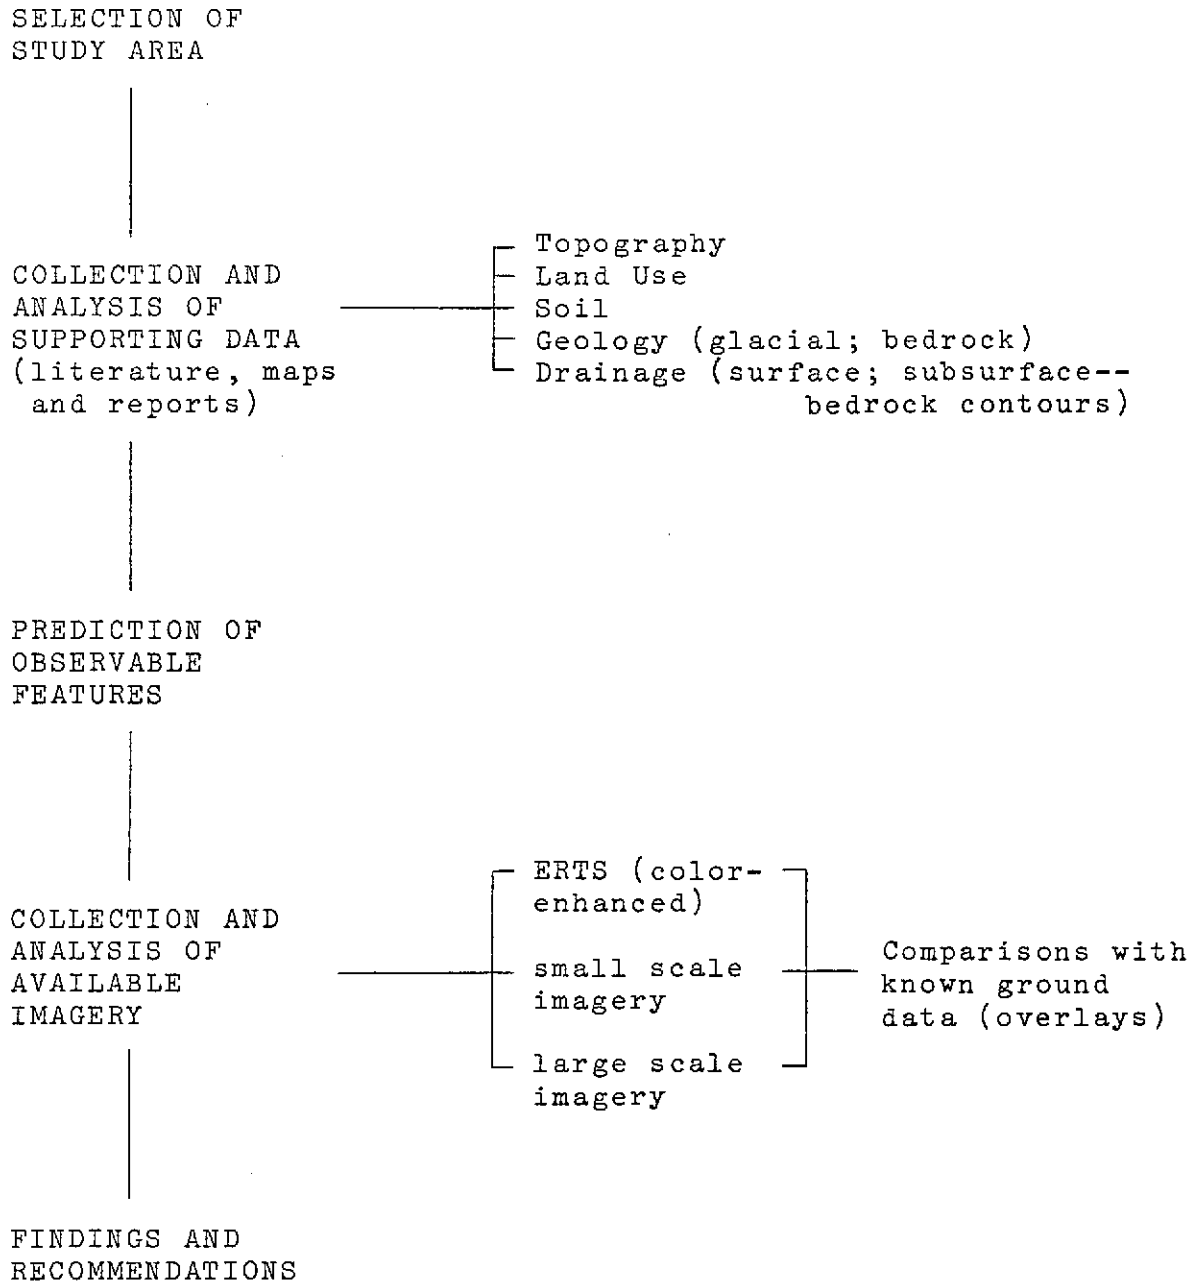 SELECTION OF
STUDY AREA
COLLECTION AND
ANALYSIS OF
SUPPORTING DATA
(literature, maps
and reports)
Topography
Land Use
Soil
Geology (glacial; bedrock)
Drainage (surface; subsurface--
bedrock contours)
PREDICTION OF
OBSERVABLE
FEATURES
COLLECTION AND
ANALYSIS OF
AVAILABLE
IMAGERY
ERTS (color-
enhanced)
small scale
imagery
large scale
imagery
Comparisons with
known ground
data (overlays)
FINDINGS AND
RECOMMENDATIONS